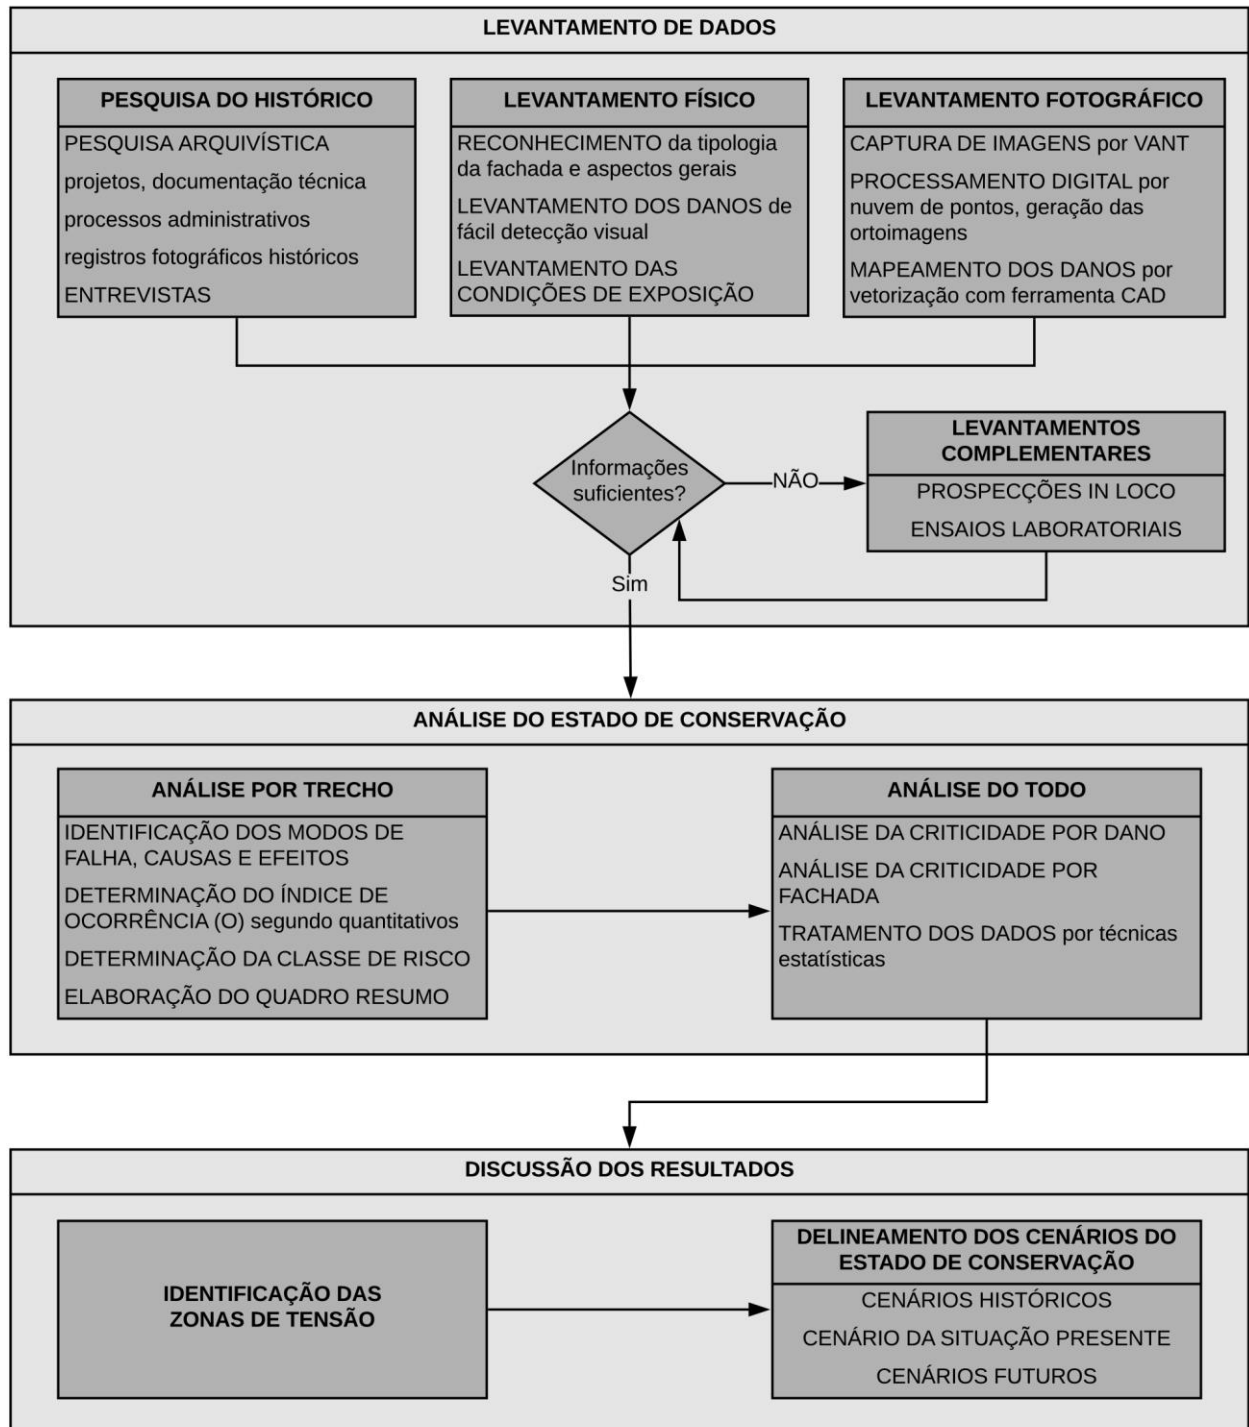 LEVANTAMENTO DE DADOS
PESQUISA DO HISTÓRICO
PESQUISA ARQUIVÍSTICA
projetos, documentação técnica
processos administrativos
registros fotográficos históricos
ENTREVISTAS
LEVANTAMENTO FÍSICO
RECONHECIMENTO da tipologia
da fachada e aspectos gerais
LEVANTAMENTO DOS DANOS de
fácil detecção visual
LEVANTAMENTO DAS
CONDIÇÕES DE EXPOSIÇÃO
LEVANTAMENTO FOTOGRÁFICO
CAPTURA DE IMAGENS por VANT
PROCESSAMENTO DIGITAL por
nuvem de pontos, geração das
ortoimagens
MAPEAMENTO DOS DANOS por
vetorização com ferramenta CAD
Informações
suficientes?
NÃO
LEVANTAMENTOS
COMPLEMENTARES
PROSPECÇÕES IN LOCO
ENSAIOS LABORATORIAIS
Sim
ANÁLISE DO ESTADO DE CONSERVAÇÃO
ANÁLISE POR TRECHO
IDENTIFICAÇÃO DOS MODOS DE
FALHA, CAUSAS E EFEITOS
DETERMINAÇÃO DO ÍNDICE DE
OCORRÊNCIA (O) segundo quantitativos
DETERMINAÇÃO DA CLASSE DE RISCO
ELABORAÇÃO DO QUADRO RESUMO
ANÁLISE DO TODO
ANÁLISE DA CRITICIDADE POR DANO
ANÁLISE DA CRITICIDADE POR
FACHADA
TRATAMENTO DOS DADOS por técnicas
estatísticas
DISCUSSÃO DOS RESULTADOS
IDENTIFICAÇÃO DAS
ZONAS DE TENSÃO
DELINEAMENTO DOS CENÁRIOS DO
ESTADO DE CONSERVAÇÃO
CENÁRIOS HISTÓRICOS
CENÁRIO DA SITUAÇÃO PRESENTE
CENÁRIOS FUTUROS